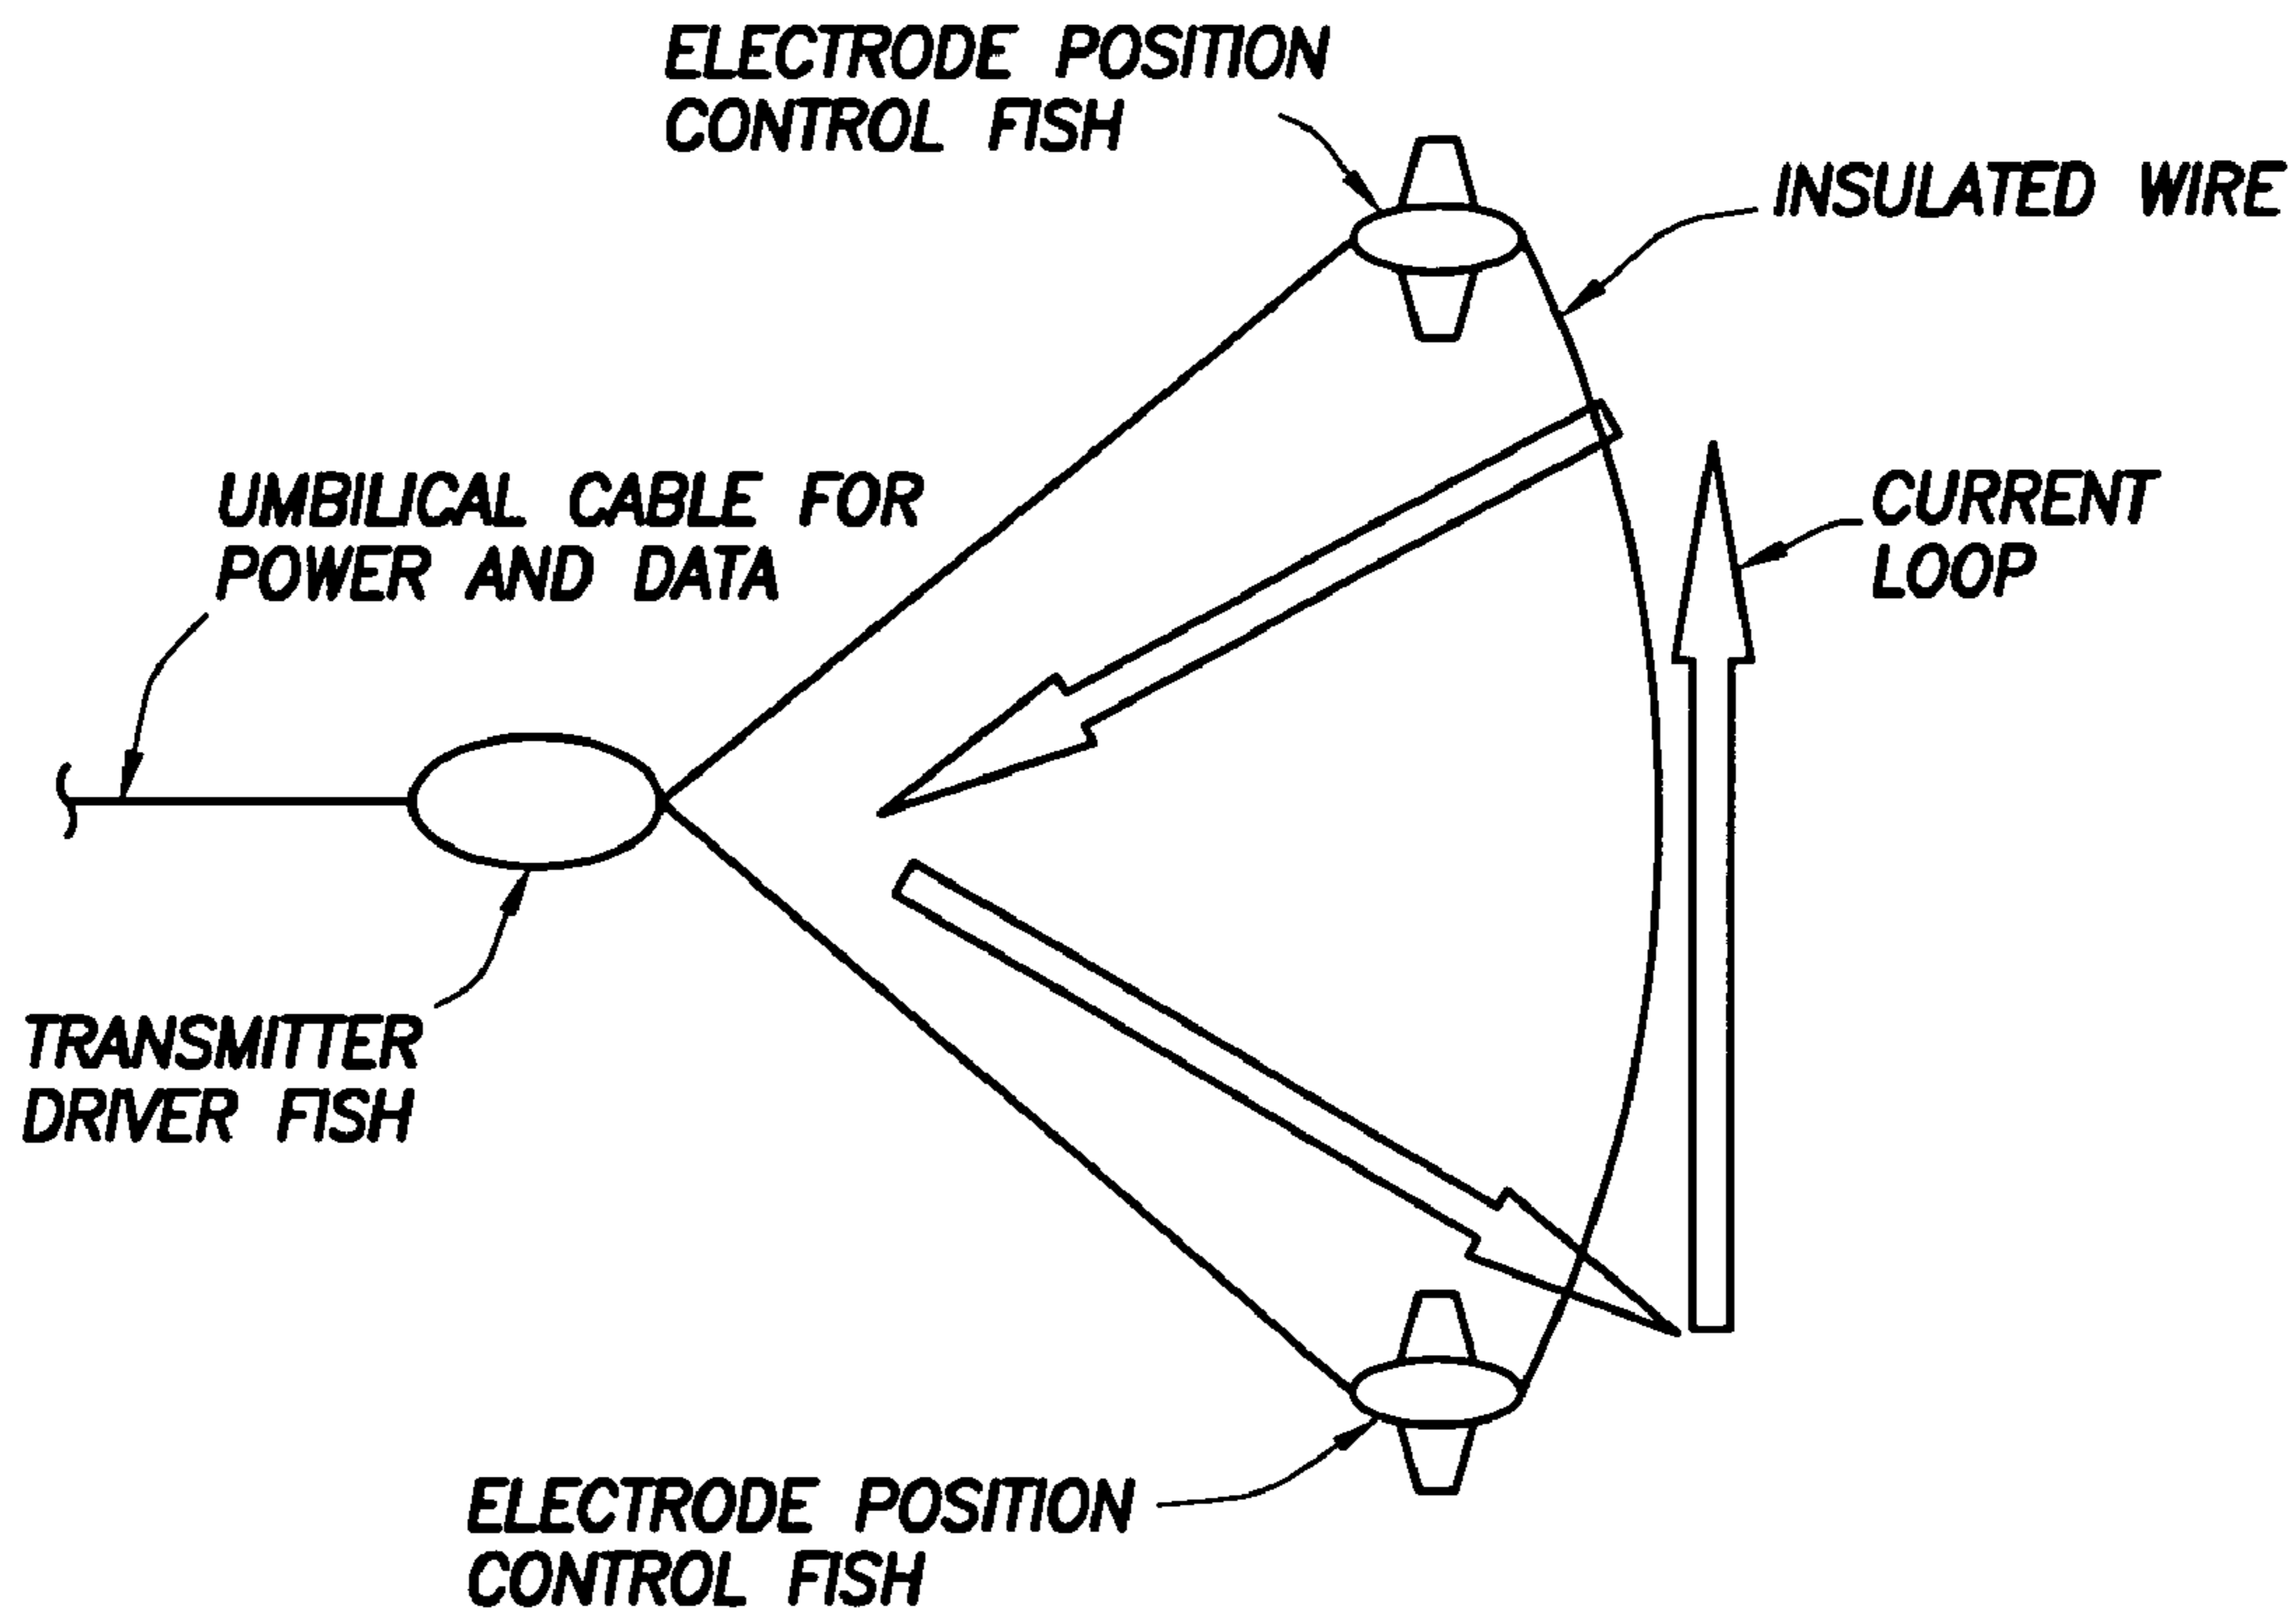 ELECTRODE POSITION
CONTROL FISH
INSULATED WIRE
UMBILICAL CABLE FOR
POWER AND DATA
CURRENT
LOOP
TRANSMITTER
DRIVER FISH
ELECTRODE POSITION
CONTROL FISH